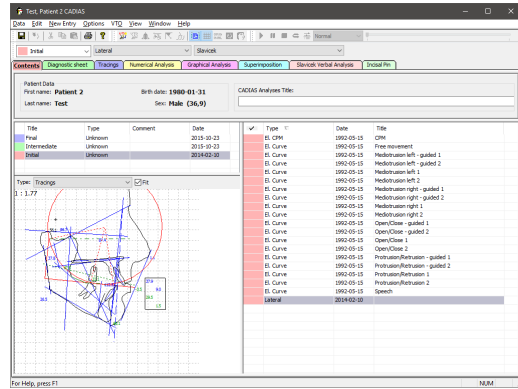 Test, Patient 2 CADIAS
Data Edit New Entry Options VTO View Window Help
Normal
Initial Lateral Slavicek
Contents Diagnostic sheet Tracings Numerical Analysis Graphical Analysis Superimposition Slavicek Verbal Analysis Incisal Pin
Patient Data
First name: Patient 2 Birth date: 1980-01-31
Last name: Test Sex: Male (36,9)
CADIAS Analyses Title:
Title Type Comment Date
Final Unknown 2015-10-23
Intermediate Unknown 2015-10-23
Initial Unknown 2014-02-10
Type: Tracings Fit
1 : 1.77
Type Date Title
El. CPM 1992-05-15 CPM
El. Curve 1992-05-15 Free movement
El. Curve 1992-05-15 Mediotrusion left - guided 1
El. Curve 1992-05-15 Mediotrusion left - guided 2
El. Curve 1992-05-15 Mediotrusion left 1
El. Curve 1992-05-15 Mediotrusion left 2
El. Curve 1992-05-15 Mediotrusion right - guided 1
El. Curve 1992-05-15 Mediotrusion right - guided 2
El. Curve 1992-05-15 Mediotrusion right 1
El. Curve 1992-05-15 Mediotrusion right 2
El. Curve 1992-05-15 Open/Close - guided 1
El. Curve 1992-05-15 Open/Close - guided 2
El. Curve 1992-05-15 Open/Close 1
El. Curve 1992-05-15 Open/Close 2
El. Curve 1992-05-15 Protrusion/Retrusion - guided 1
El. Curve 1992-05-15 Protrusion/Retrusion - guided 2
El. Curve 1992-05-15 Protrusion/Retrusion 1
El. Curve 1992-05-15 Protrusion/Retrusion 2
El. Curve 1992-05-15 Speech
Lateral 2014-02-10
For Help, press F1 NUM